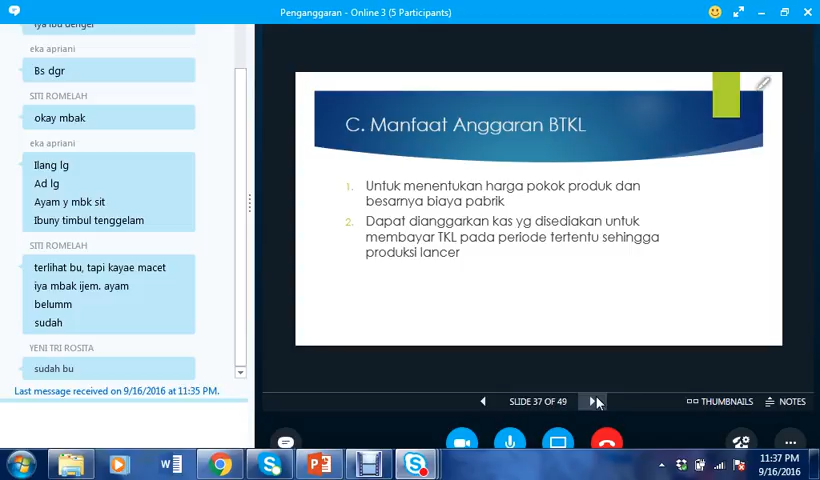 Penganggaran - Online 3 (5 Participants)
iya ibu denger
eka apriani
Bs dgr
SITI ROMELAH
okay mbak
eka apriani
Ilang lg
Ad lg
Ayam y mbk sit
Ibuny timbul tenggelam
SITI ROMELAH
terlihat bu, tapi kayae macet
iya mbak ijem. ayam
belumm
sudah
YENI TRI ROSITA
sudah bu
Last message received on 9/16/2016 at 11:35 PM.
C. Manfaat Anggaran BTKL
1. Untuk menentukan harga pokok produk dan
besarnya biaya pabrik
2. Dapat dianggarkan kas yg disediakan untuk
membayar TKL pada periode tertentu sehingga
produksi lancer
SLIDE 37 OF 49
THUMBNAILS
NOTES
11:37 PM
9/16/2016